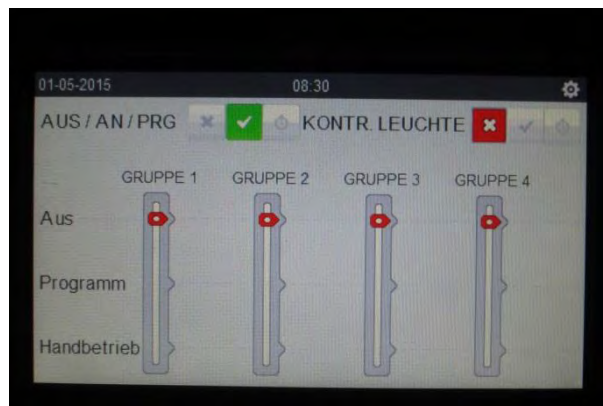 01-05-2015 08:30
AUS / AN / PRG KONTR. LEUCHTE
GRUPPE 1 GRUPPE 2 GRUPPE 3 GRUPPE 4
Aus
Programm
Handbetrieb